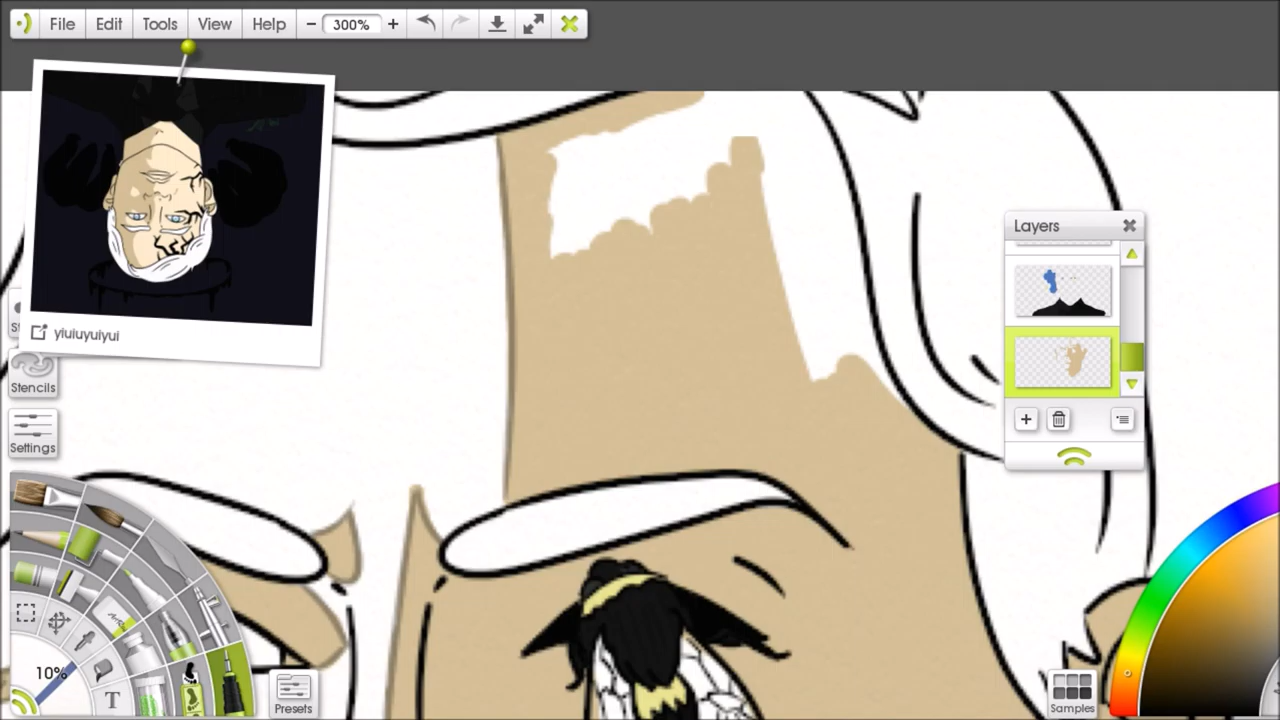 File Edit Tools View Help − 300% +
yiuiuyuiyui
Layers
Stencils
Settings
10%
T
Presets
Samples